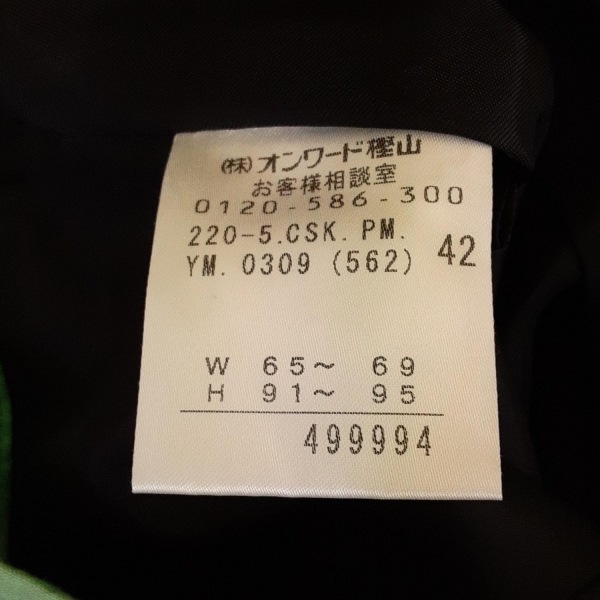 (株)オンワード樫山
お客様相談室
0120-586-300
220-5.CSK.PM.
YM.0309(562) 42
W 65～ 69
H 91～ 95
499994